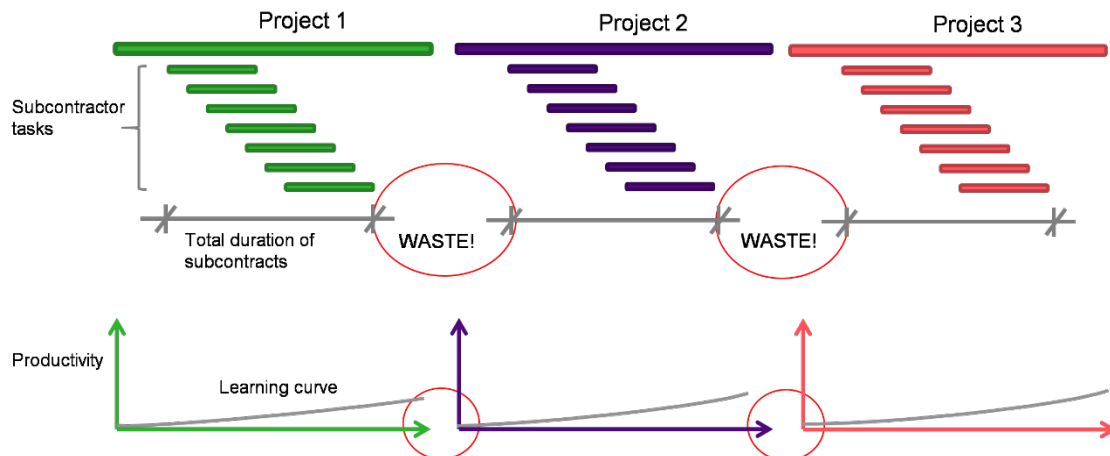 Project 1
Project 2
Project 3
Subcontractor
tasks
Total duration of
subcontracts
WASTE!
WASTE!
Productivity
Learning curve